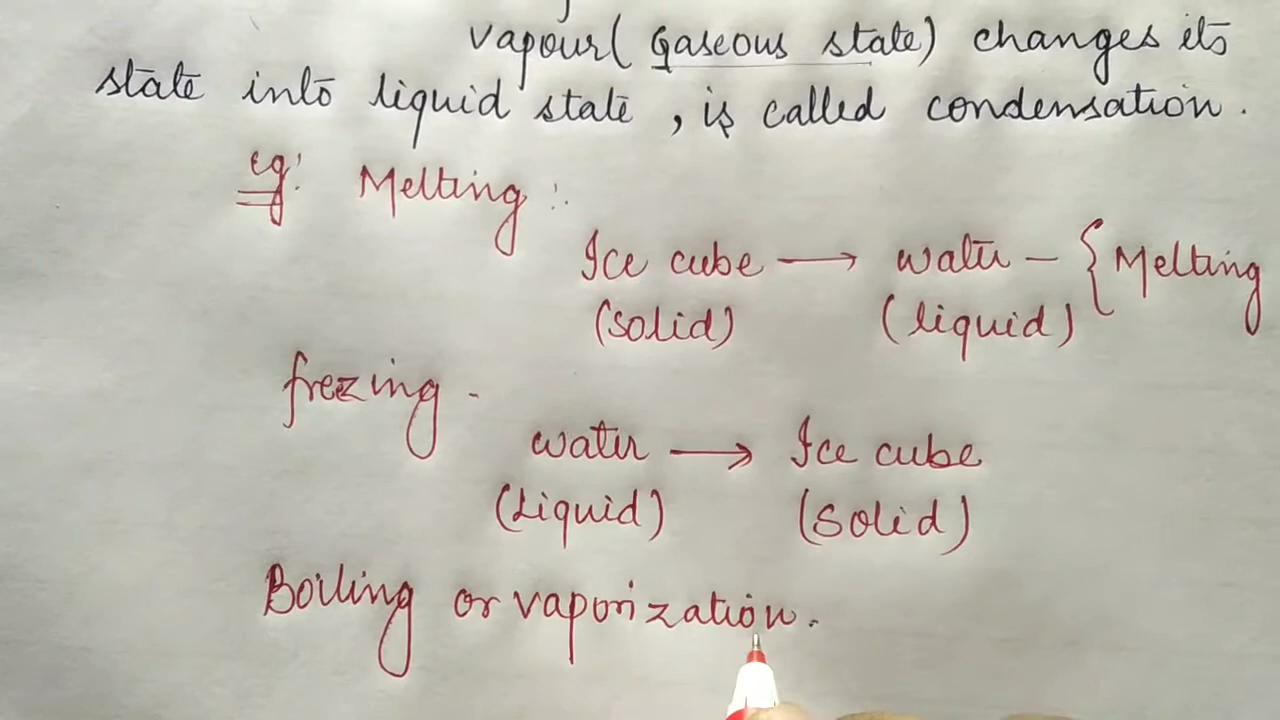 vapour( gaseous state) changes its
state into liquid state, is called condensation.
eg: Melting :
Ice cube → water - { Melting
(solid) (liquid)
frezing -
water → Ice cube
(Liquid) (solid)
Boiling or vaporization.